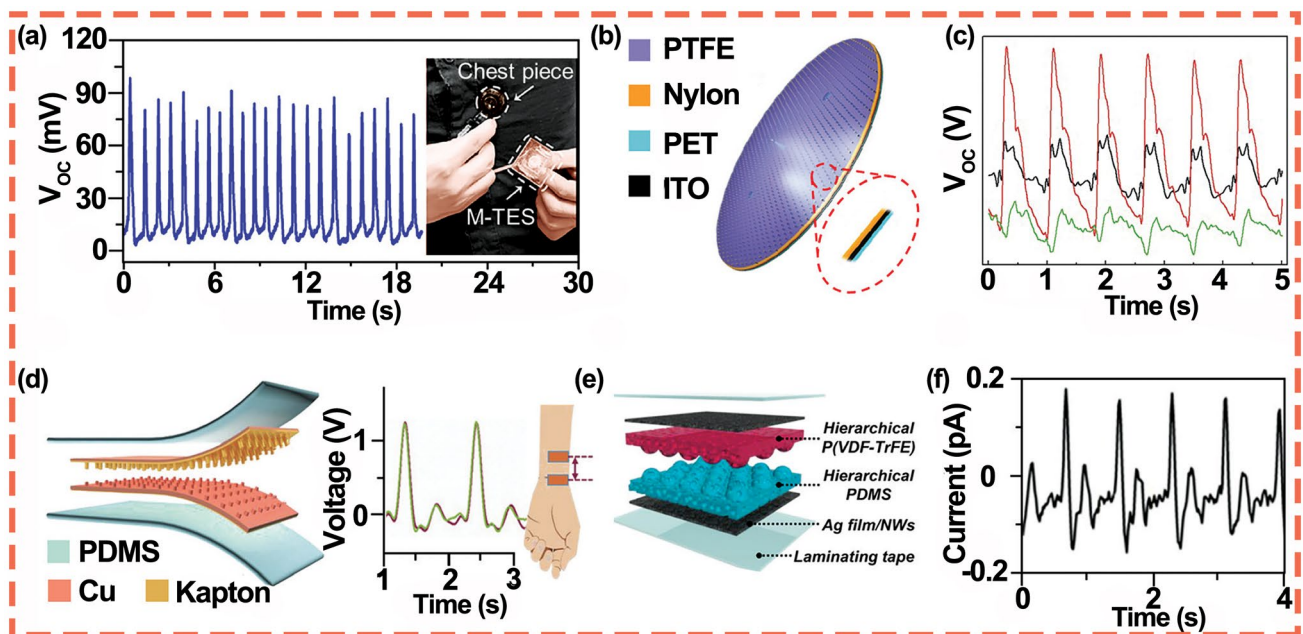 (a)
120
90
60
30
0
V_OC (mV)
0 6 12 18 24 30
Time (s)
Chest piece
M-TES
(b)
PTFE
Nylon
PET
ITO
(c)
V_OC (V)
0 1 2 3 4 5
Time (s)
(d)
PDMS
Cu Kapton
Voltage (V)
1
0
1 2 3
Time (s)
(e)
Hierarchical
P(VDF-TrFE)
Hierarchical
PDMS
Ag film/NWs
Laminating tape
(f)
0.2
0
-0.2
Current (pA)
0 2 4
Time (s)